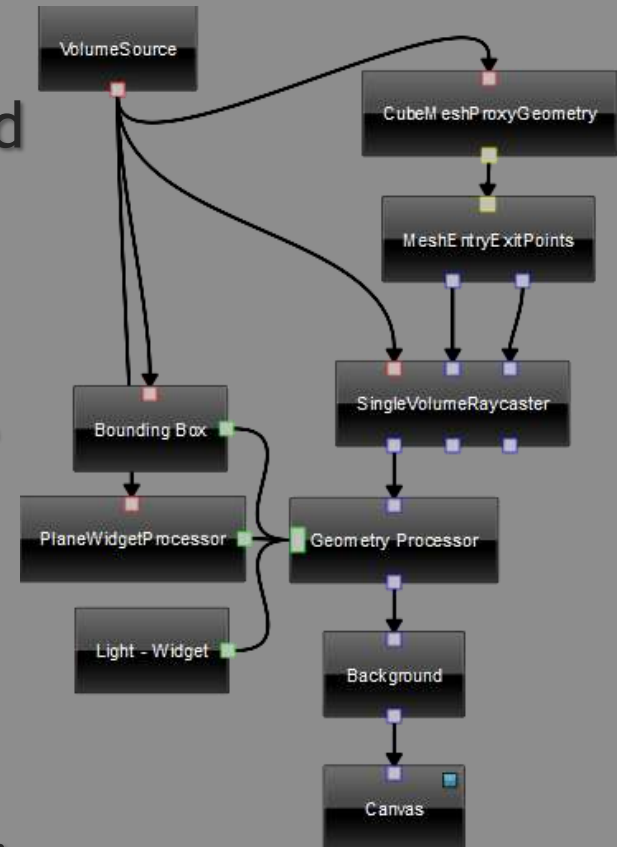 VolumeSource
d
CubeMeshProxyGeometry
MeshEntryExitPoints
SingleVolumeRaycaster
Bounding Box
PlaneWidgetProcessor
Geometry Processor
Light - Widget
Background
Canvas